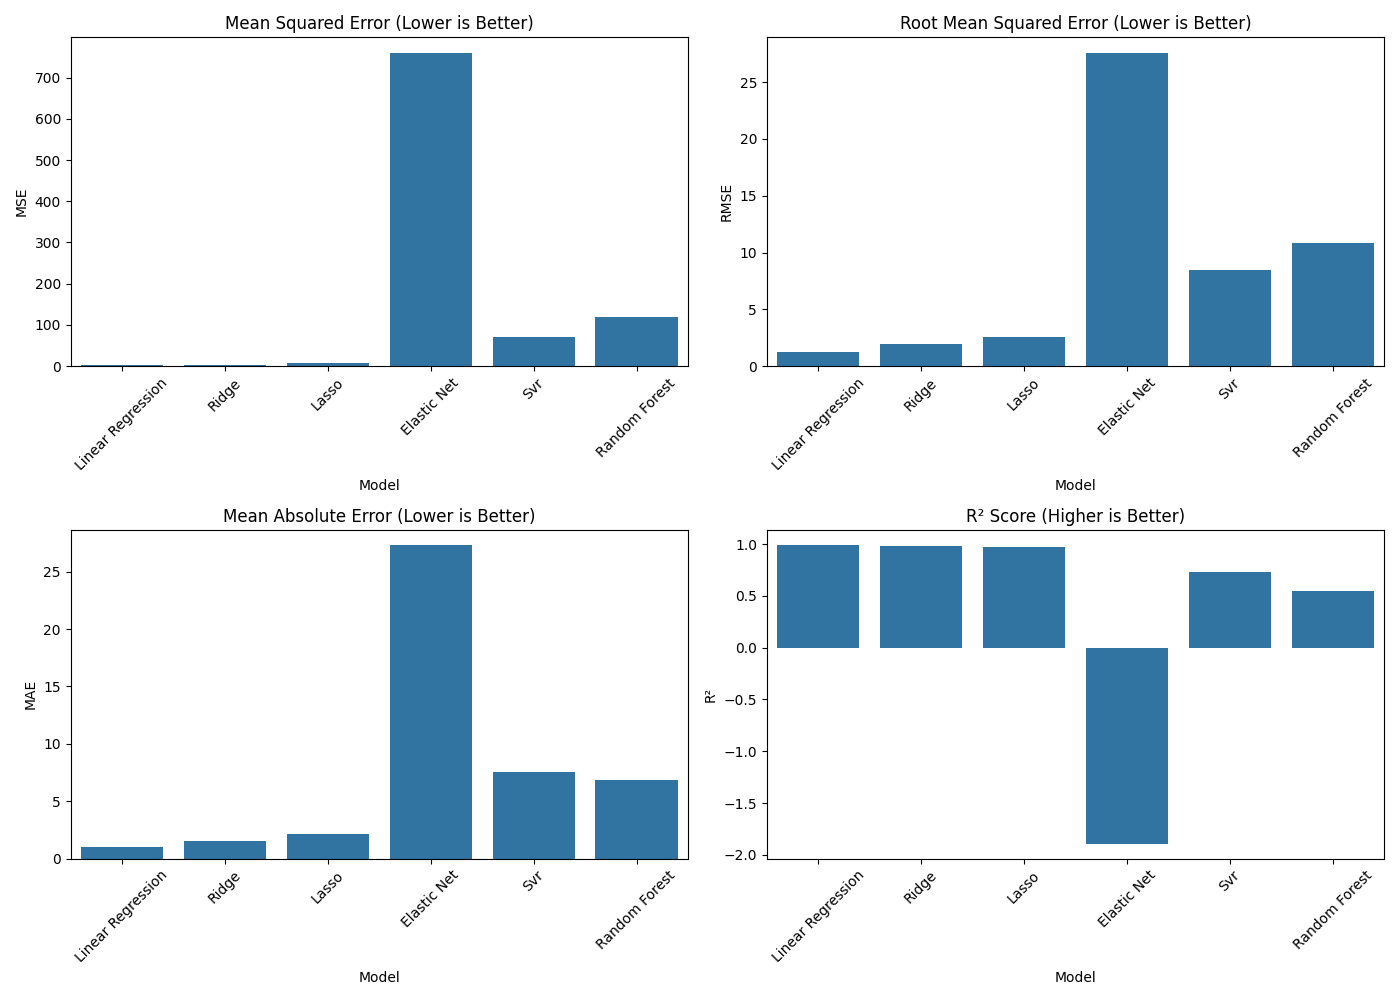 Mean Squared Error (Lower is Better)
700
600
500
400
300
200
100
0
MSE
Linear Regression
Ridge
Lasso
Elastic Net
Svr
Random Forest
Model
Root Mean Squared Error (Lower is Better)
25
20
15
10
5
0
RMSE
Linear Regression
Ridge
Lasso
Elastic Net
Svr
Random Forest
Model
Mean Absolute Error (Lower is Better)
25
20
15
10
5
0
MAE
Linear Regression
Ridge
Lasso
Elastic Net
Svr
Random Forest
Model
R² Score (Higher is Better)
1.0
0.5
0.0
−0.5
−1.0
−1.5
−2.0
R²
Linear Regression
Ridge
Lasso
Elastic Net
Svr
Random Forest
Model